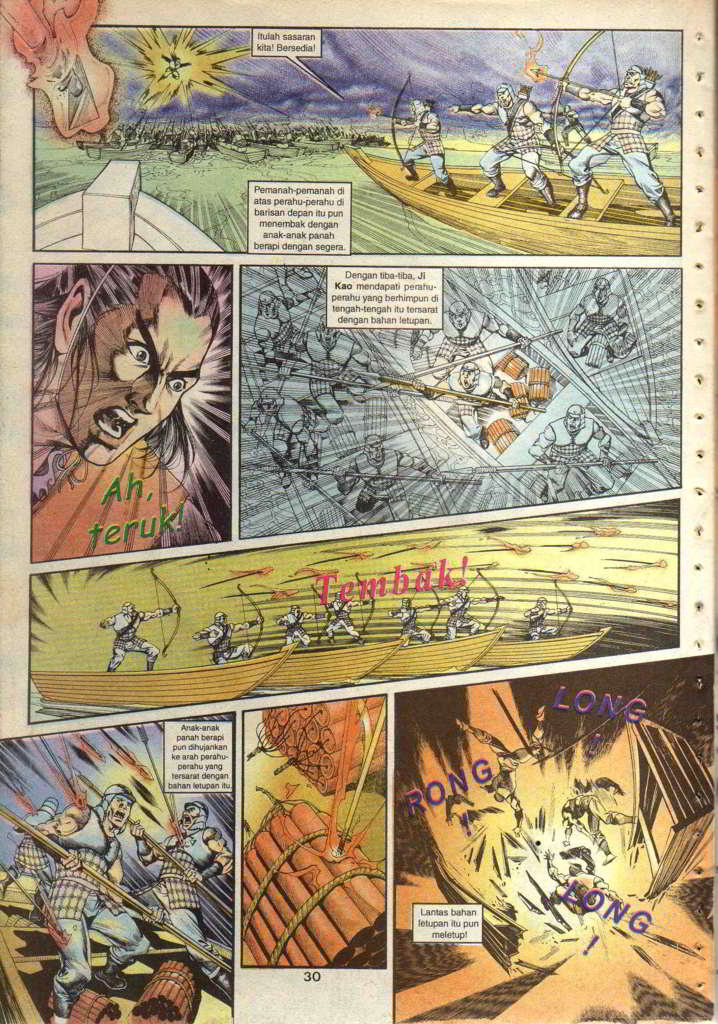 Itulah sasaran
kita! Bersedia!
Pemanah-pemanah di
atas perahu-perahu di
barisan depan itu pun
menembak dengan
anak-anak panah
berapi dengan segera.
Ah,
teruk!
Dengan tiba-tiba, Ji
Kao mendapati perahu-
perahu yang berhimpun di
tengah-tengah itu tersarat
dengan bahan letupan.
Tembak!
Anak-anak
panah berapi
pun dihujankan
ke arah perahu-
perahu yang
tersarat dengan
bahan letupan itu.
LONG
!
RONG
!
LONG
!
Lantas bahan
letupan itu pun
meletup!
30